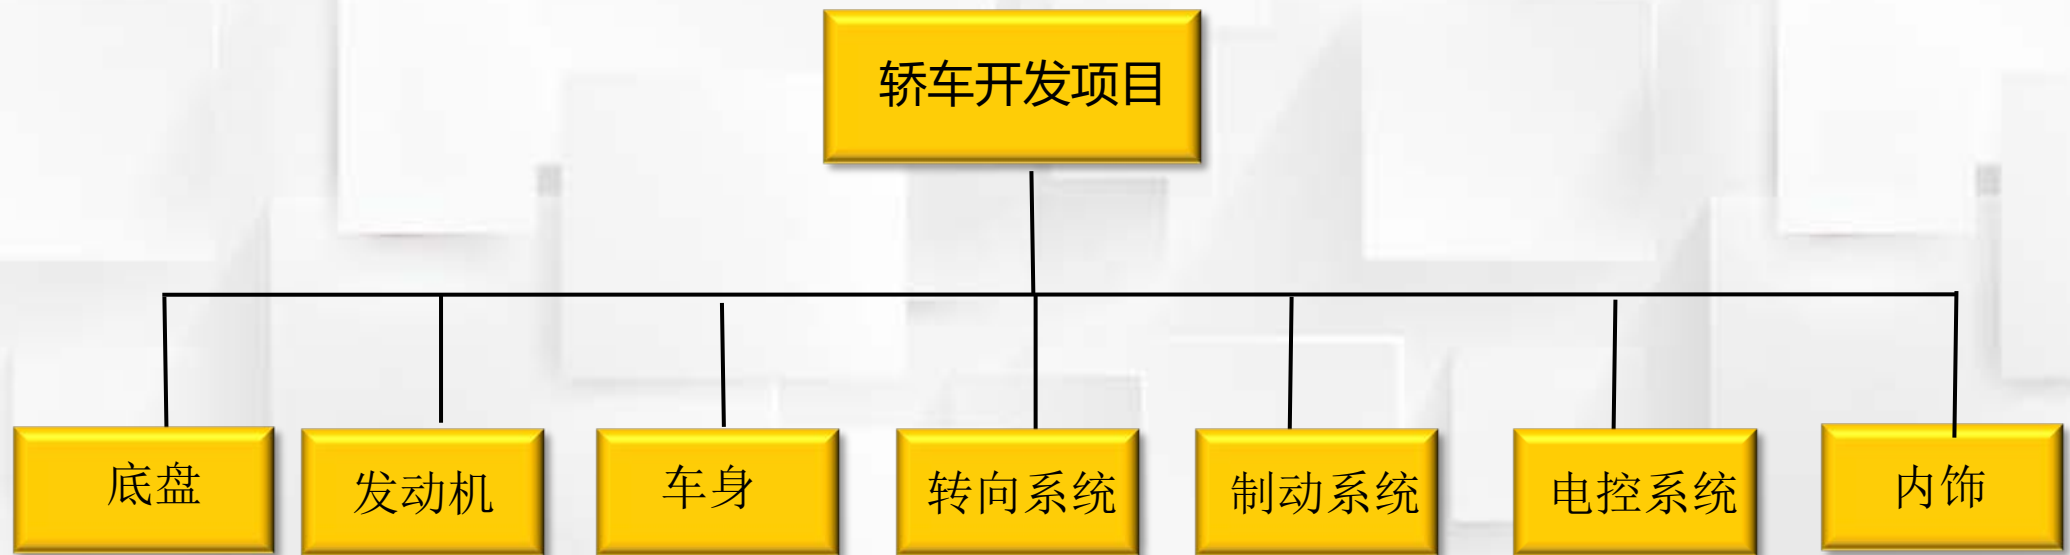 轿车开发项目
底盘
发动机
车身
转向系统
制动系统
电控系统
内饰